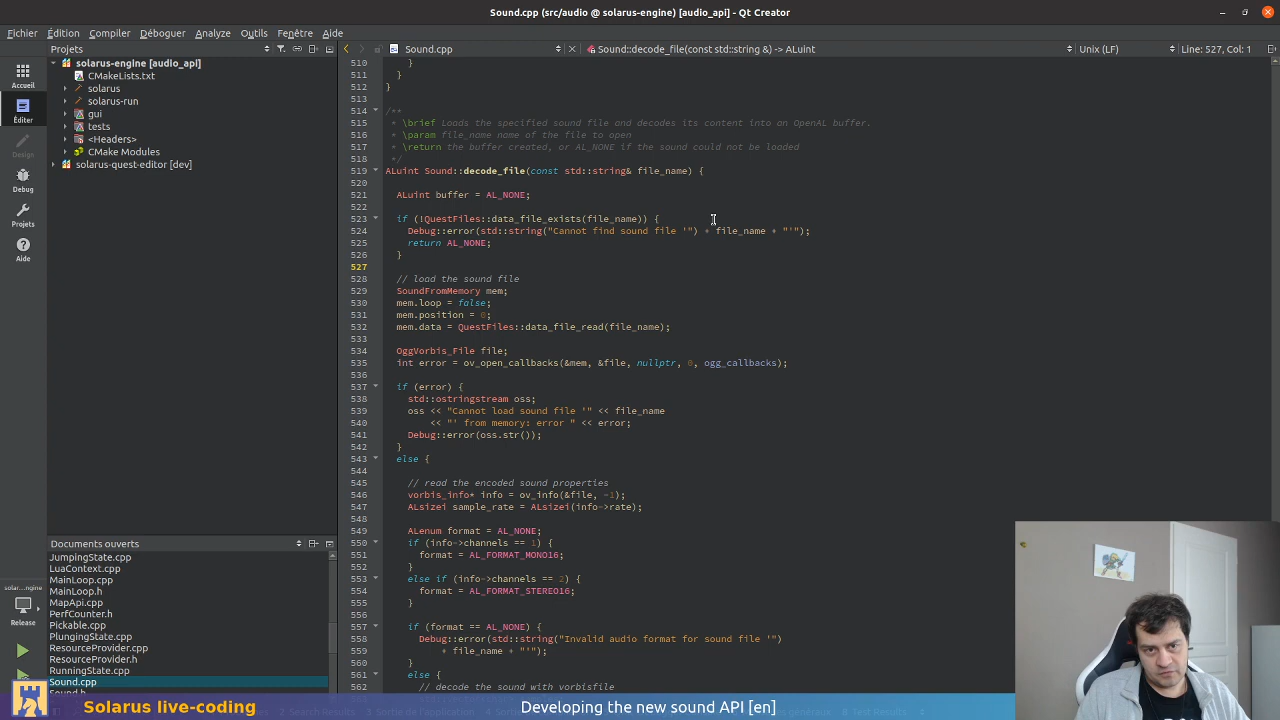 Sound.cpp (src/audio @ solarus-engine) [audio_api] - Qt Creator
Fichier Édition Compiler Déboguer Analyze Outils Fenêtre Aide
Projets
Sound.cpp
Sound::decode_file(const std::string &) -> ALuint
Unix (LF)
Line: 527, Col: 1
Accueil
Éditer
Design
Debug
Projets
Aide
solar...ngine
Release
solarus-engine [audio_api]
CMakeLists.txt
solarus
solarus-run
gui
tests
<Headers>
CMake Modules
solarus-quest-editor [dev]
Documents ouverts
JumpingState.cpp
LuaContext.cpp
MainLoop.cpp
MainLoop.h
MapApi.cpp
PerfCounter.h
Pickable.cpp
PlungingState.cpp
ResourceProvider.cpp
ResourceProvider.h
RunningState.cpp
Sound.cpp
Sound.h
510 }
511 }
512 }
513
514 /**
515 * \brief Loads the specified sound file and decodes its content into an OpenAL buffer.
516 * \param file_name name of the file to open
517 * \return the buffer created, or AL_NONE if the sound could not be loaded
518 */
519 ALuint Sound::decode_file(const std::string& file_name) {
520
521 ALuint buffer = AL_NONE;
522
523 if (!QuestFiles::data_file_exists(file_name)) {
524 Debug::error(std::string("Cannot find sound file '") + file_name + "'");
525 return AL_NONE;
526 }
527
528 // load the sound file
529 SoundFromMemory mem;
530 mem.loop = false;
531 mem.position = 0;
532 mem.data = QuestFiles::data_file_read(file_name);
533
534 OggVorbis_File file;
535 int error = ov_open_callbacks(&mem, &file, nullptr, 0, ogg_callbacks);
536
537 if (error) {
538 std::ostringstream oss;
539 oss << "Cannot load sound file '" << file_name
540 << "' from memory: error " << error;
541 Debug::error(oss.str());
542 }
543 else {
544
545 // read the encoded sound properties
546 vorbis_info* info = ov_info(&file, -1);
547 ALsizei sample_rate = ALsizei(info->rate);
548
549 ALenum format = AL_NONE;
550 if (info->channels == 1) {
551 format = AL_FORMAT_MONO16;
552 }
553 else if (info->channels == 2) {
554 format = AL_FORMAT_STEREO16;
555 }
556
557 if (format == AL_NONE) {
558 Debug::error(std::string("Invalid audio format for sound file '")
559 + file_name + "'");
560 }
561 else {
562 // decode the sound with vorbisfile
Solarus live-coding
Developing the new sound API [en]